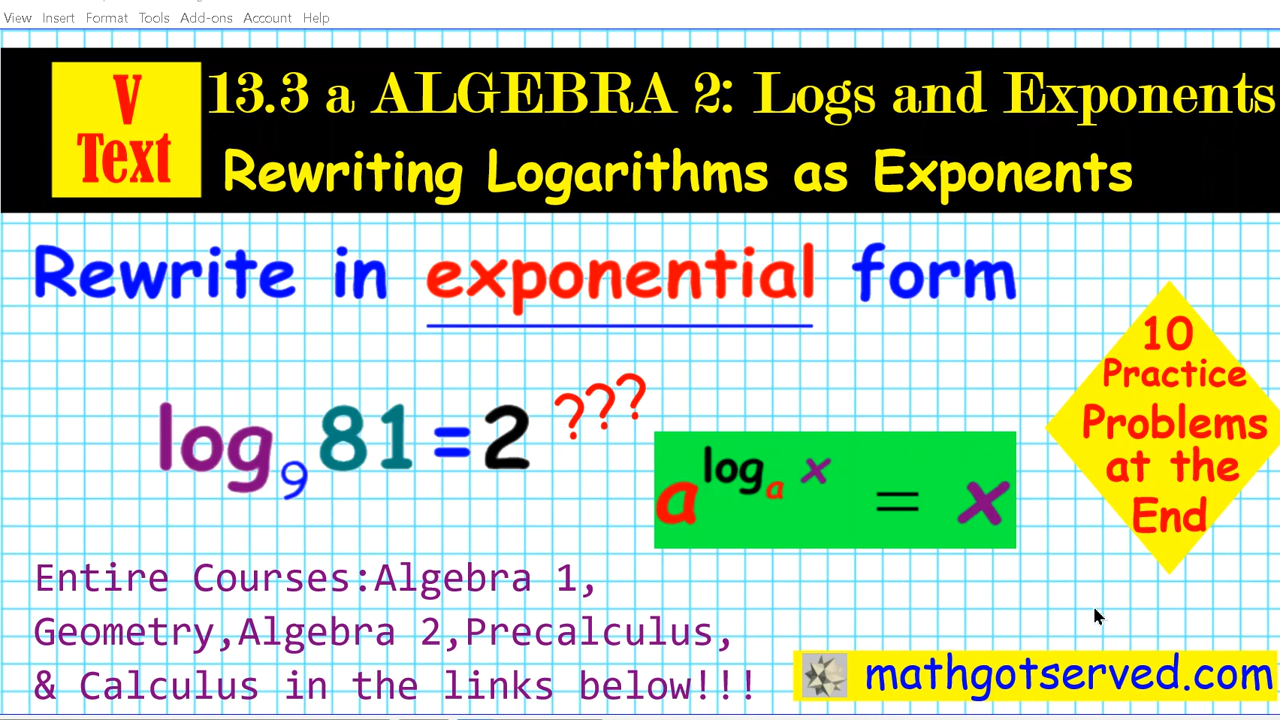 View Insert Format Tools Add-ons Account Help
V
Text
13.3 a ALGEBRA 2: Logs and Exponents
Rewriting Logarithms as Exponents
Rewrite in exponential form
log₉81=2 ???
a^(logₐ x) = x
10
Practice
Problems
at the
End
Entire Courses:Algebra 1,
Geometry,Algebra 2,Precalculus,
& Calculus in the links below!!!
mathgotserved.com